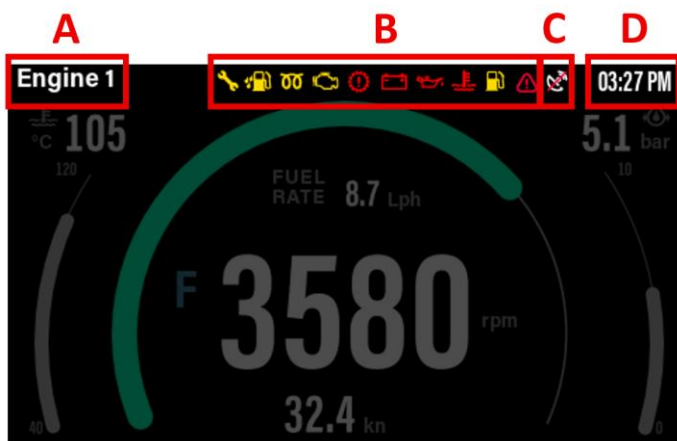 A B C D
Engine 1 03:27 PM
°C 105 5.1 bar
120 10
FUEL
RATE 8.7 Lph
F 3580 rpm
32.4 kn
40 0